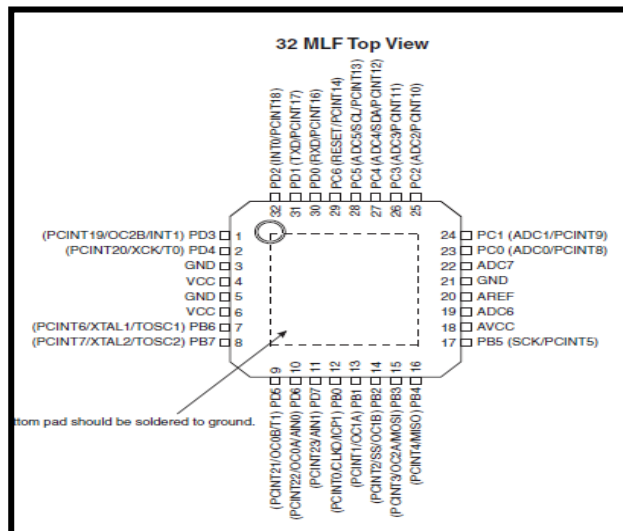 32 MLF Top View
PD2 (INT0/PCINT18)
PD1 (TXD/PCINT17)
PD0 (RXD/PCINT16)
PC6 (RESET/PCINT14)
PC5 (ADC5/SCL/PCINT13)
PC4 (ADC4/SDA/PCINT12)
PC3 (ADC3/PCINT11)
PC2 (ADC2/PCINT10)
32 31 30 29 28 27 26 25
(PCINT19/OC2B/INT1) PD3 1
(PCINT20/XCK/T0) PD4 2
GND 3
VCC 4
GND 5
VCC 6
(PCINT6/XTAL1/TOSC1) PB6 7
(PCINT7/XTAL2/TOSC2) PB7 8
24 PC1 (ADC1/PCINT9)
23 PC0 (ADC0/PCINT8)
22 ADC7
21 GND
20 AREF
19 ADC6
18 AVCC
17 PB5 (SCK/PCINT5)
9 10 11 12 13 14 15 16
(PCINT21/OC0B/T1) PD5
(PCINT22/OC0A/AIN0) PD6
(PCINT23/AIN1) PD7
(PCINT0/CLKO/ICP1) PB0
(PCINT1/OC1A) PB1
(PCINT2/SS/OC1B) PB2
(PCINT3/OC2A/MOSI) PB3
(PCINT4/MISO) PB4
ttom pad should be soldered to ground.